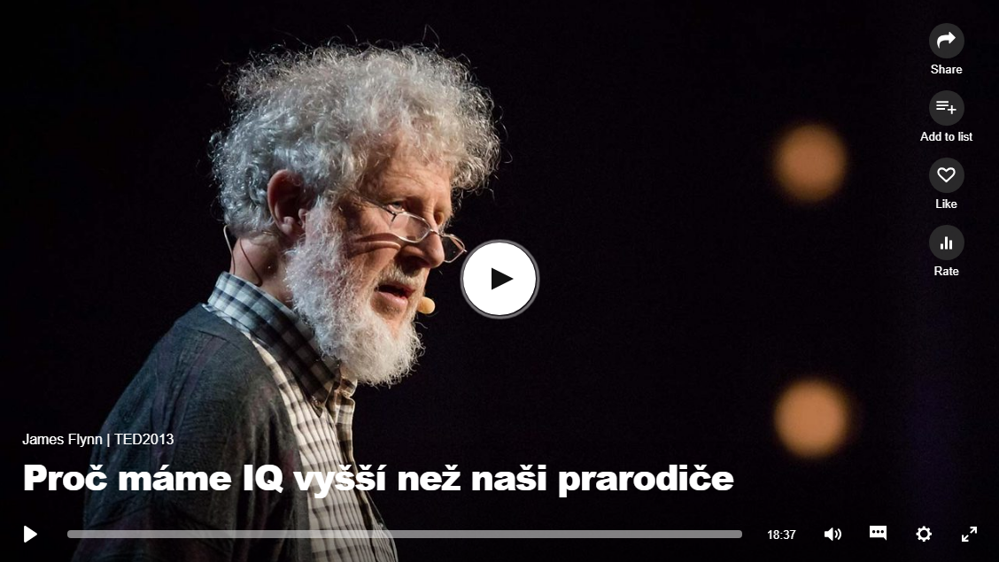 Share
Add to list
Like
Rate
James Flynn | TED2013
Proč máme IQ vyšší než naši prarodiče
18:37